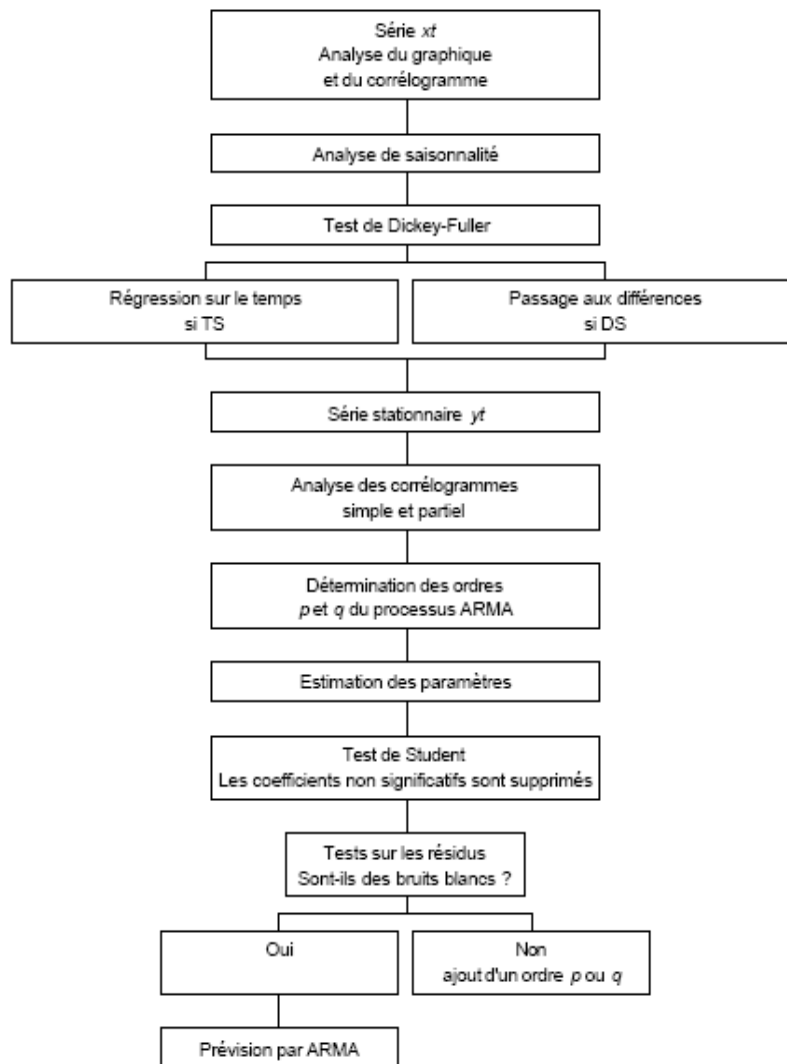 Série xt
Analyse du graphique
et du corrélogramme
Analyse de saisonnalité
Test de Dickey-Fuller
Régression sur le temps
si TS
Passage aux différences
si DS
Série stationnaire yt
Analyse des corrélogrammes
simple et partiel
Détermination des ordres
p et q du processus ARMA
Estimation des paramètres
Test de Student
Les coefficients non significatifs sont supprimés
Tests sur les résidus
Sont-ils des bruits blancs ?
Oui
Non
ajout d'un ordre p ou q
Prévision par ARMA